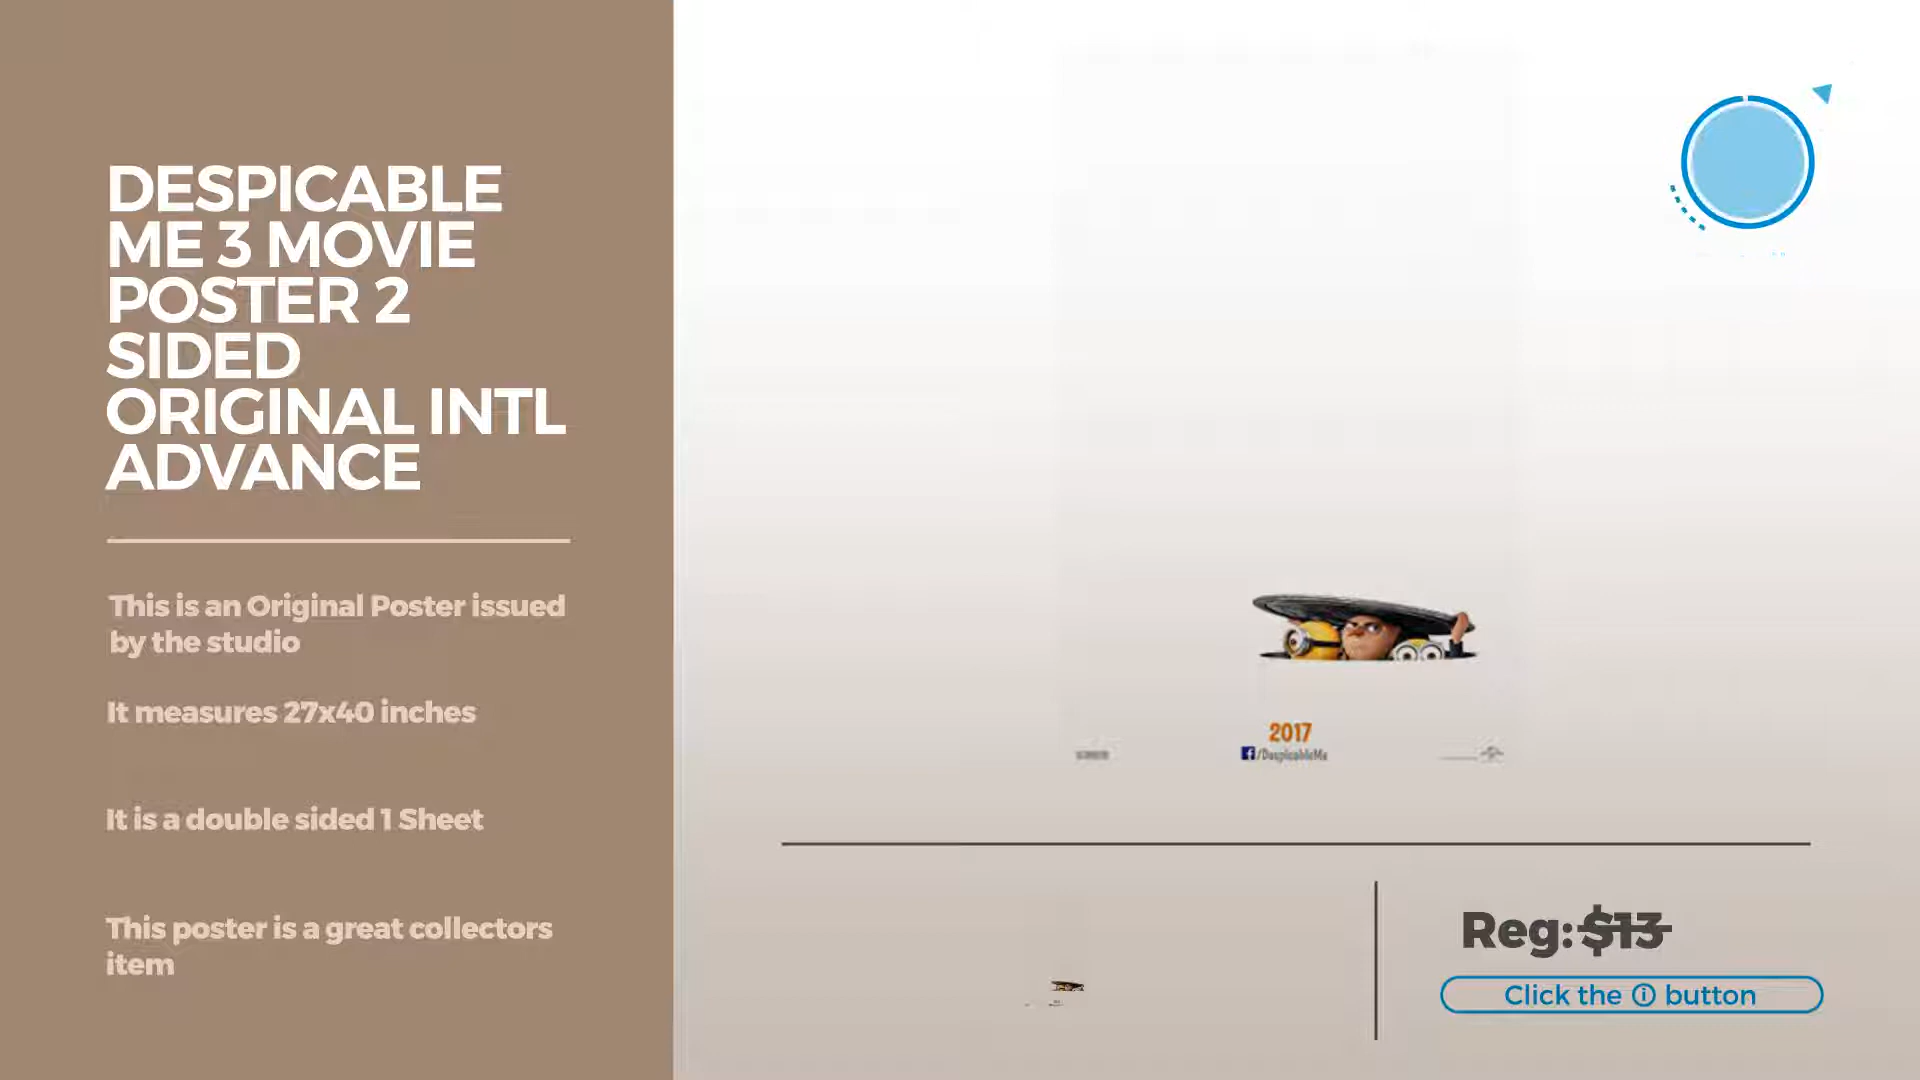 DESPICABLE
ME 3 MOVIE
POSTER 2
SIDED
ORIGINAL INTL
ADVANCE
This is an Original Poster issued
by the studio
It measures 27x40 inches
It is a double sided 1 Sheet
This poster is a great collectors
item
2017
/DespicableMe
Reg: $13
Click the ⓘ button